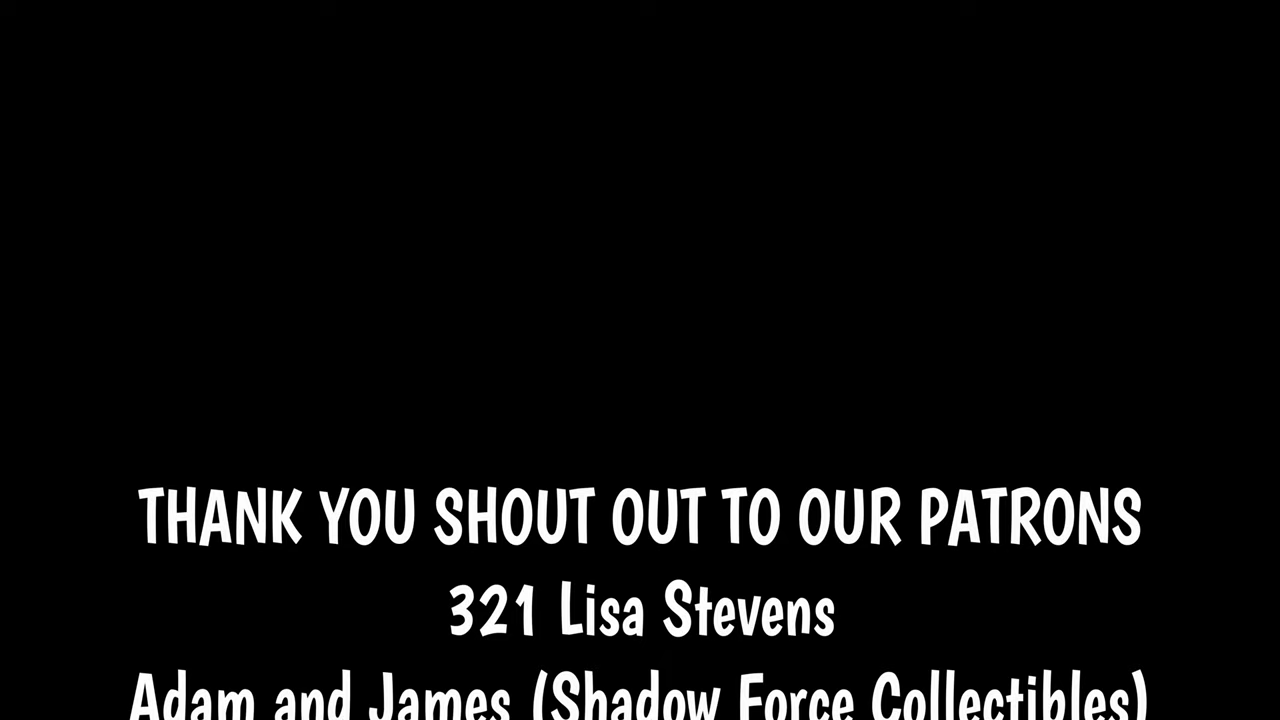 THANK YOU SHOUT OUT TO OUR PATRONS
321 Lisa Stevens
Adam and James (Shadow Force Collectibles)